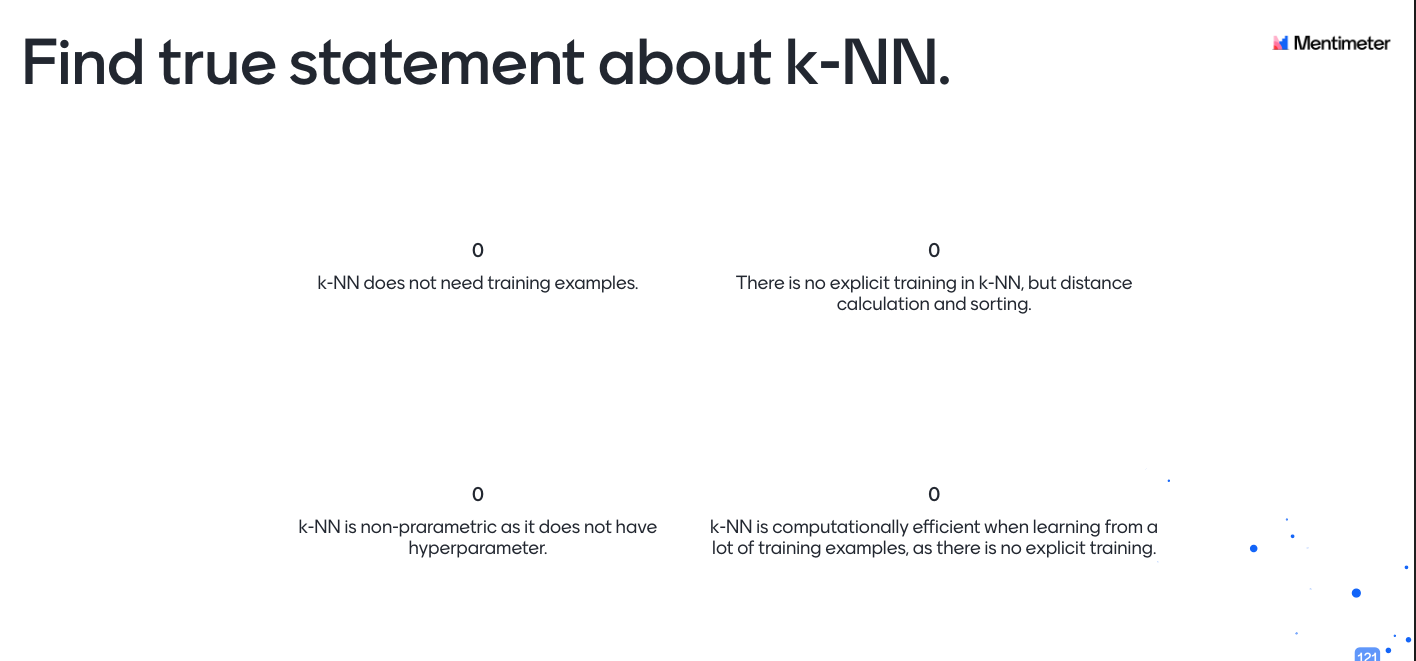 Find true statement about k-NN.
Mentimeter
0
k-NN does not need training examples.
0
There is no explicit training in k-NN, but distance
calculation and sorting.
0
k-NN is non-prarametric as it does not have
hyperparameter.
0
k-NN is computationally efficient when learning from a
lot of training examples, as there is no explicit training.
121